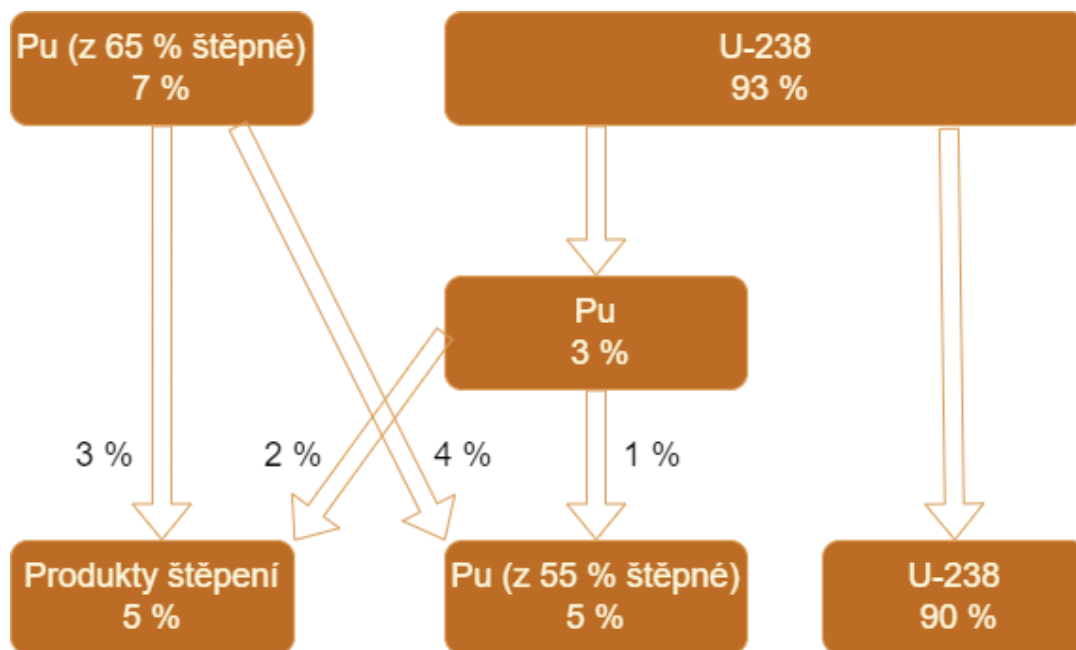 Pu (z 65 % štěpné)
7 %
U-238
93 %
Pu
3 %
3 %
2 %
4 %
1 %
Produkty štěpení
5 %
Pu (z 55 % štěpné)
5 %
U-238
90 %